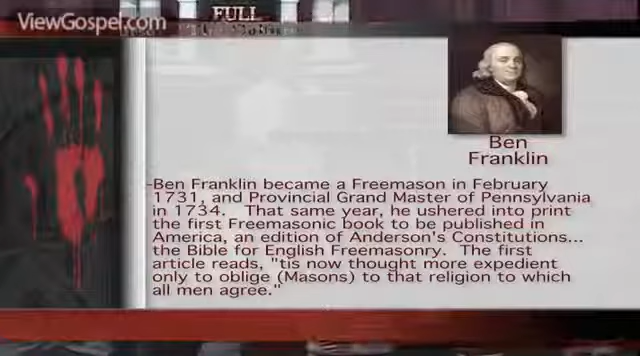 ViewGospel.com
FULL
Ben
Franklin
-Ben Franklin became a Freemason in February
1731, and Provincial Grand Master of Pennsylvania
in 1734.  That same year, he ushered into print
the first Freemasonic book to be published in
America, an edition of Anderson's Constitutions...
the Bible for English Freemasonry.  The first
article reads, "tis now thought more expedient
only to oblige (Masons) to that religion to which
all men agree."